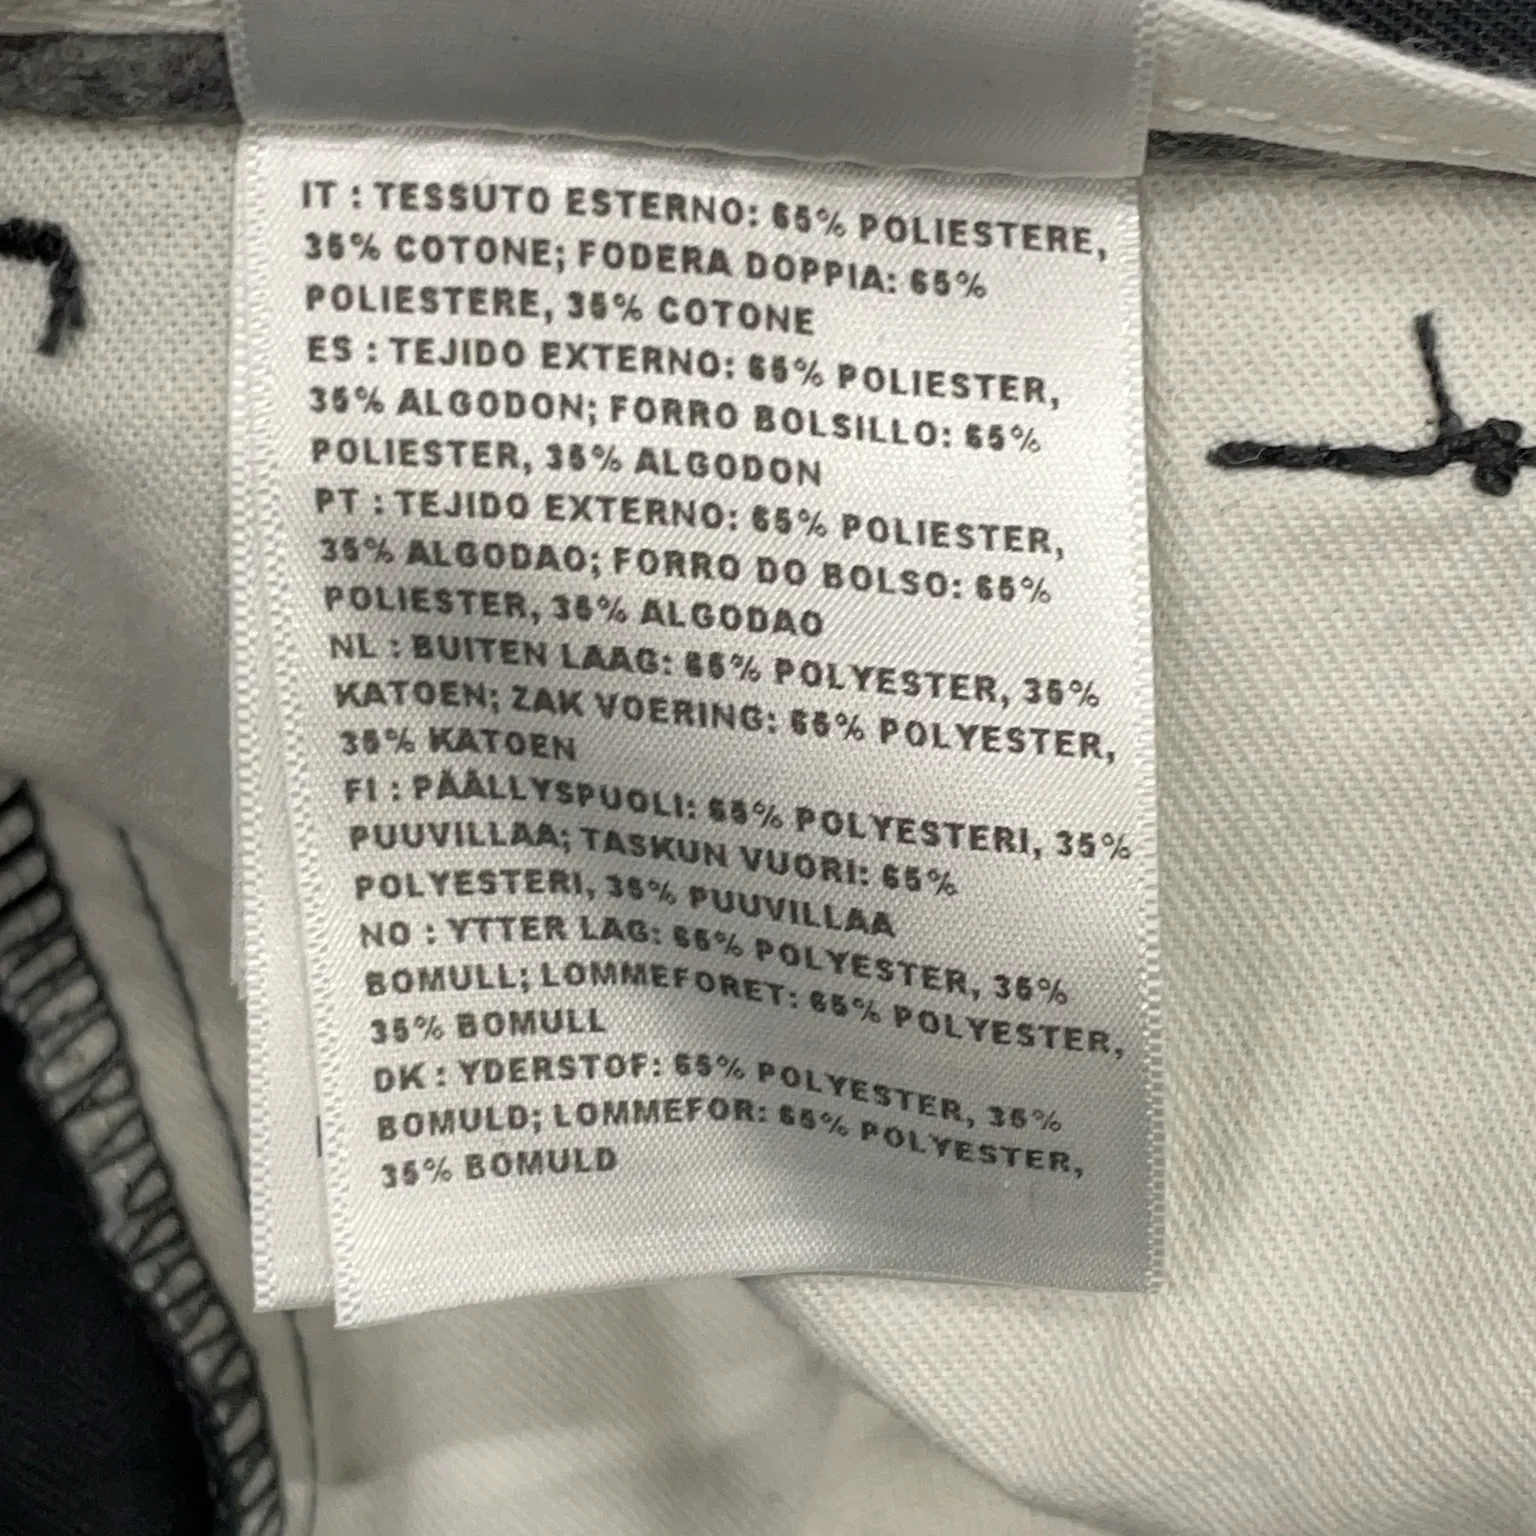 IT : TESSUTO ESTERNO: 65% POLIESTERE,
35% COTONE; FODERA DOPPIA: 65%
POLIESTERE, 35% COTONE
ES : TEJIDO EXTERNO: 65% POLIESTER,
35% ALGODON; FORRO BOLSILLO: 65%
POLIESTER, 35% ALGODON
PT : TEJIDO EXTERNO: 65% POLIESTER,
35% ALGODAO; FORRO DO BOLSO: 65%
POLIESTER, 35% ALGODAO
NL : BUITEN LAAG: 65% POLYESTER, 35%
KATOEN; ZAK VOERING: 65% POLYESTER,
35% KATOEN
FI : PÄÄLLYSPUOLI: 65% POLYESTERI, 35%
PUUVILLAA; TASKUN VUORI: 65%
POLYESTERI, 35% PUUVILLAA
NO : YTTER LAG: 65% POLYESTER, 35%
BOMULL; LOMMEFORET: 65% POLYESTER,
35% BOMULL
DK : YDERSTOF: 65% POLYESTER, 35%
BOMULD; LOMMEFOR: 65% POLYESTER,
35% BOMULD